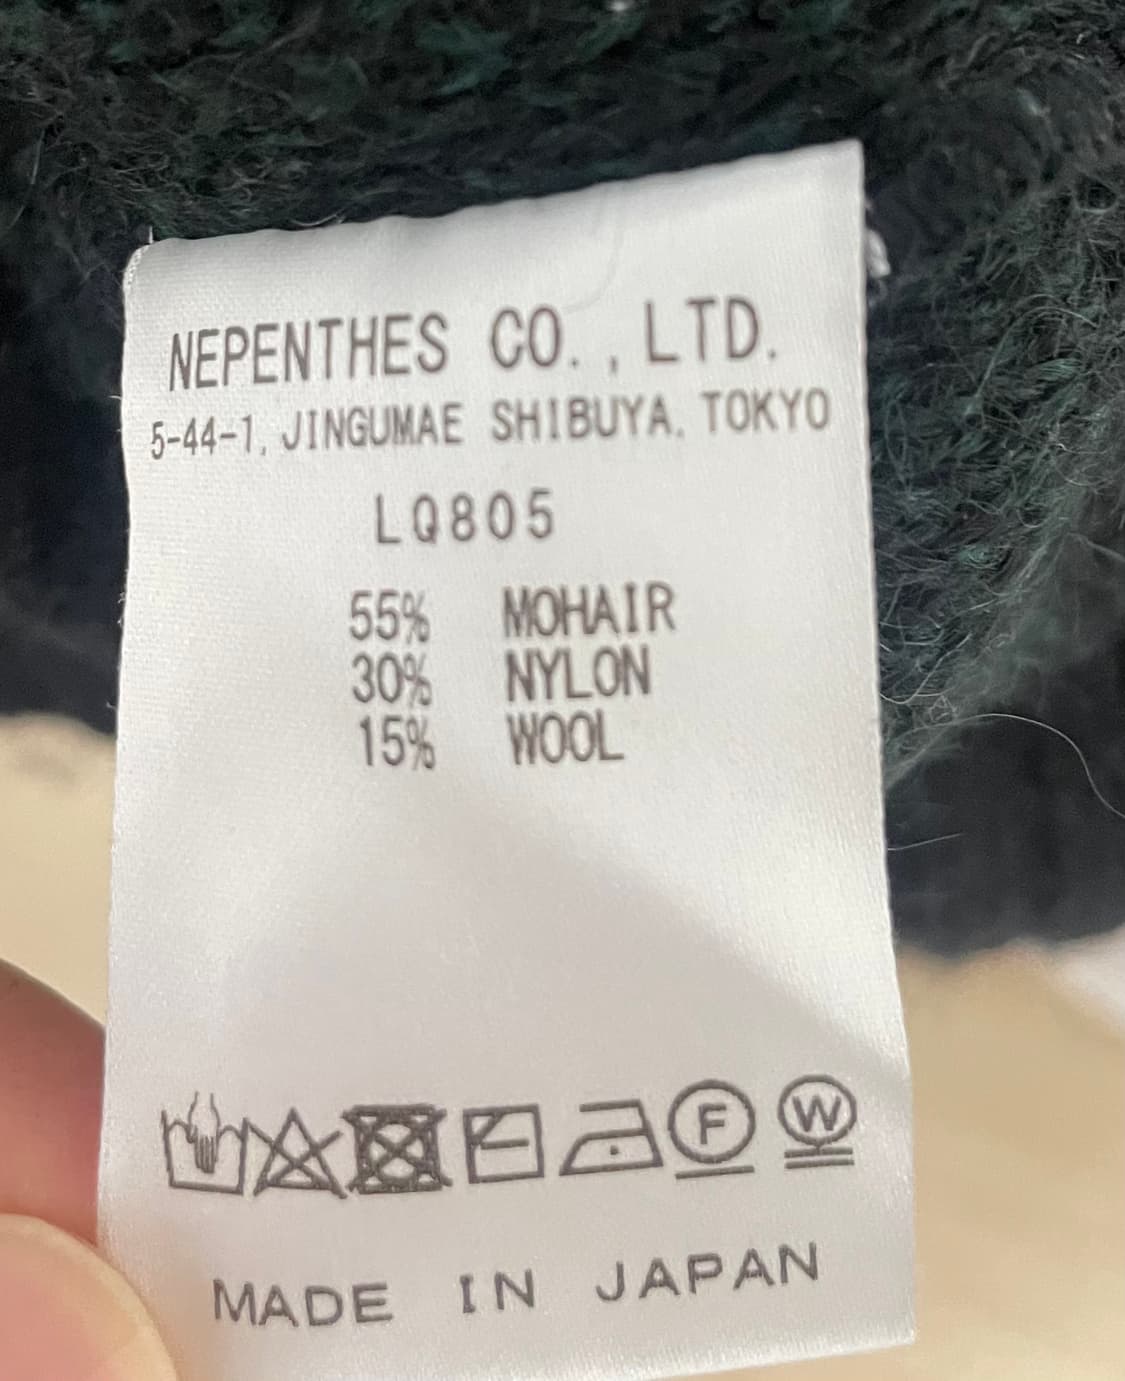 NEPENTHES CO., LTD.
5-44-1, JINGUMAE SHIBUYA, TOKYO
LQ805
55% MOHAIR
30% NYLON
15% WOOL
F W
MADE IN JAPAN